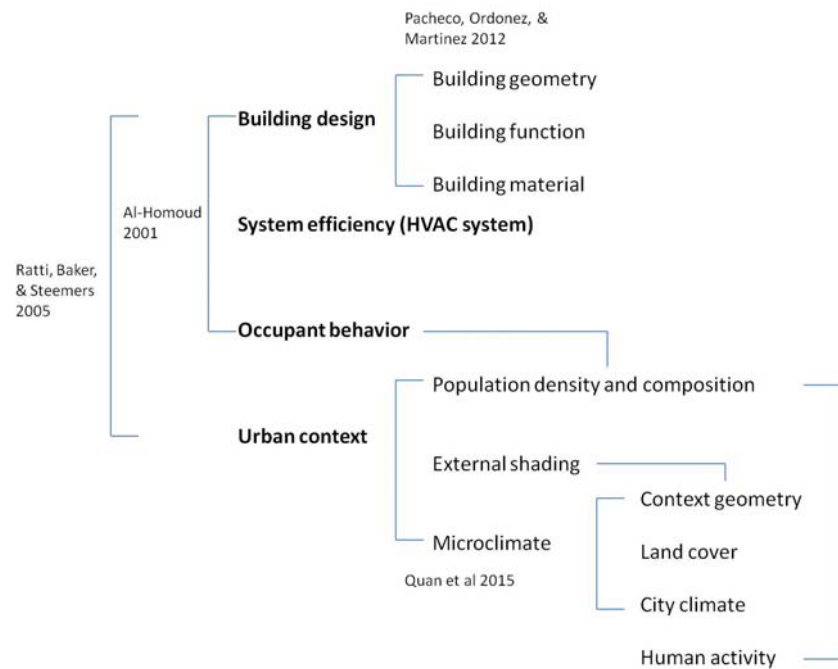 Pacheco, Ordonez, &
Martinez 2012
Building geometry
Building design
Building function
Building material
Al-Homoud
2001
System efficiency (HVAC system)
Ratti, Baker,
& Steemers
2005
Occupant behavior
Population density and composition
Urban context
External shading
Context geometry
Microclimate
Land cover
Quan et al 2015
City climate
Human activity